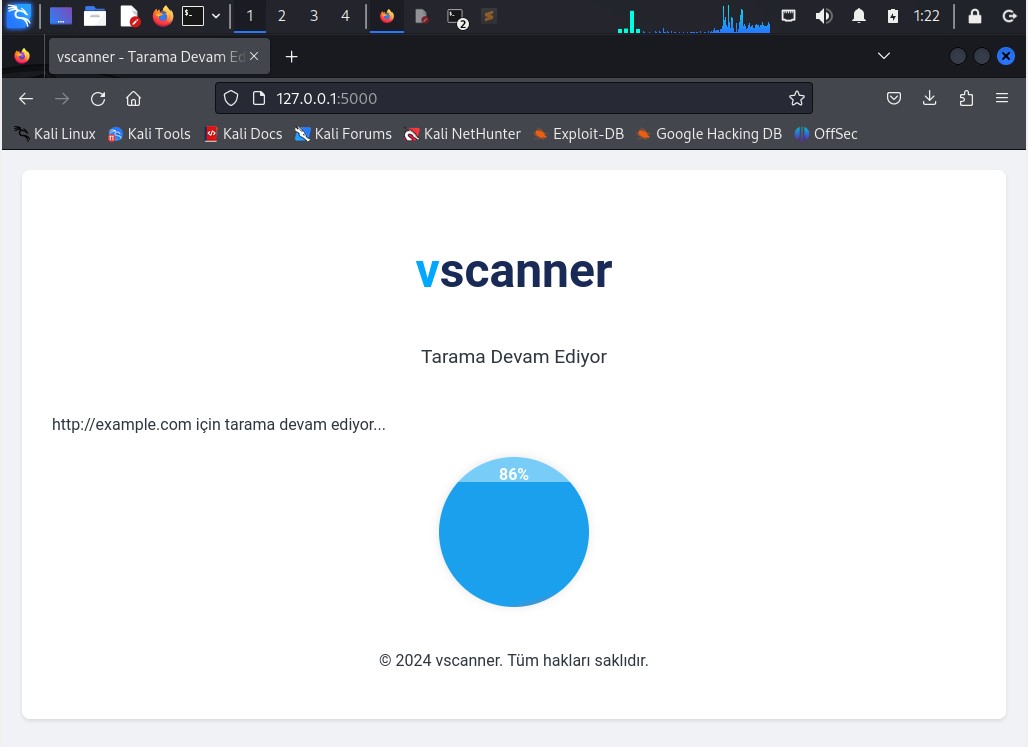 1 2 3 4 2 1:22
vscanner - Tarama Devam Ed
127.0.0.1:5000
Kali Linux Kali Tools Kali Docs Kali Forums Kali NetHunter Exploit-DB Google Hacking DB OffSec
vscanner
Tarama Devam Ediyor
http://example.com için tarama devam ediyor...
86%
© 2024 vscanner. Tüm hakları saklıdır.